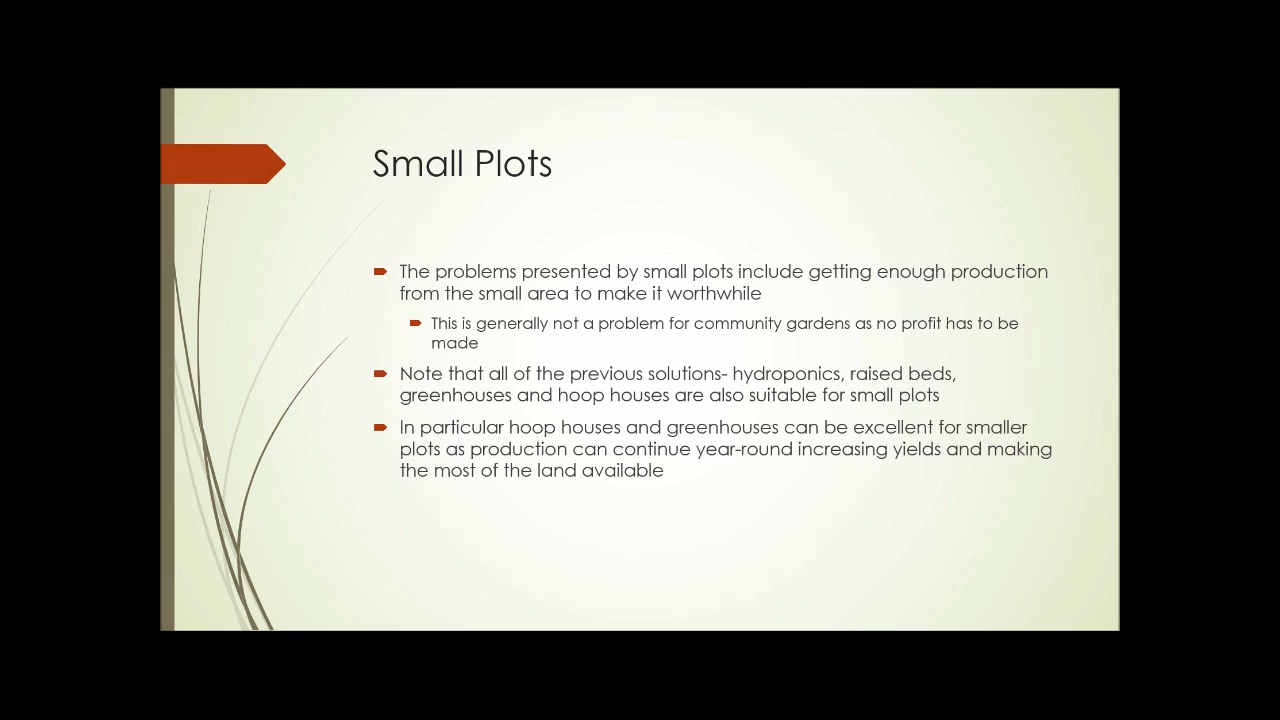 Small Plots
The problems presented by small plots include getting enough production
from the small area to make it worthwhile
This is generally not a problem for community gardens as no profit has to be
made
Note that all of the previous solutions- hydroponics, raised beds,
greenhouses and hoop houses are also suitable for small plots
In particular hoop houses and greenhouses can be excellent for smaller
plots as production can continue year-round increasing yields and making
the most of the land available